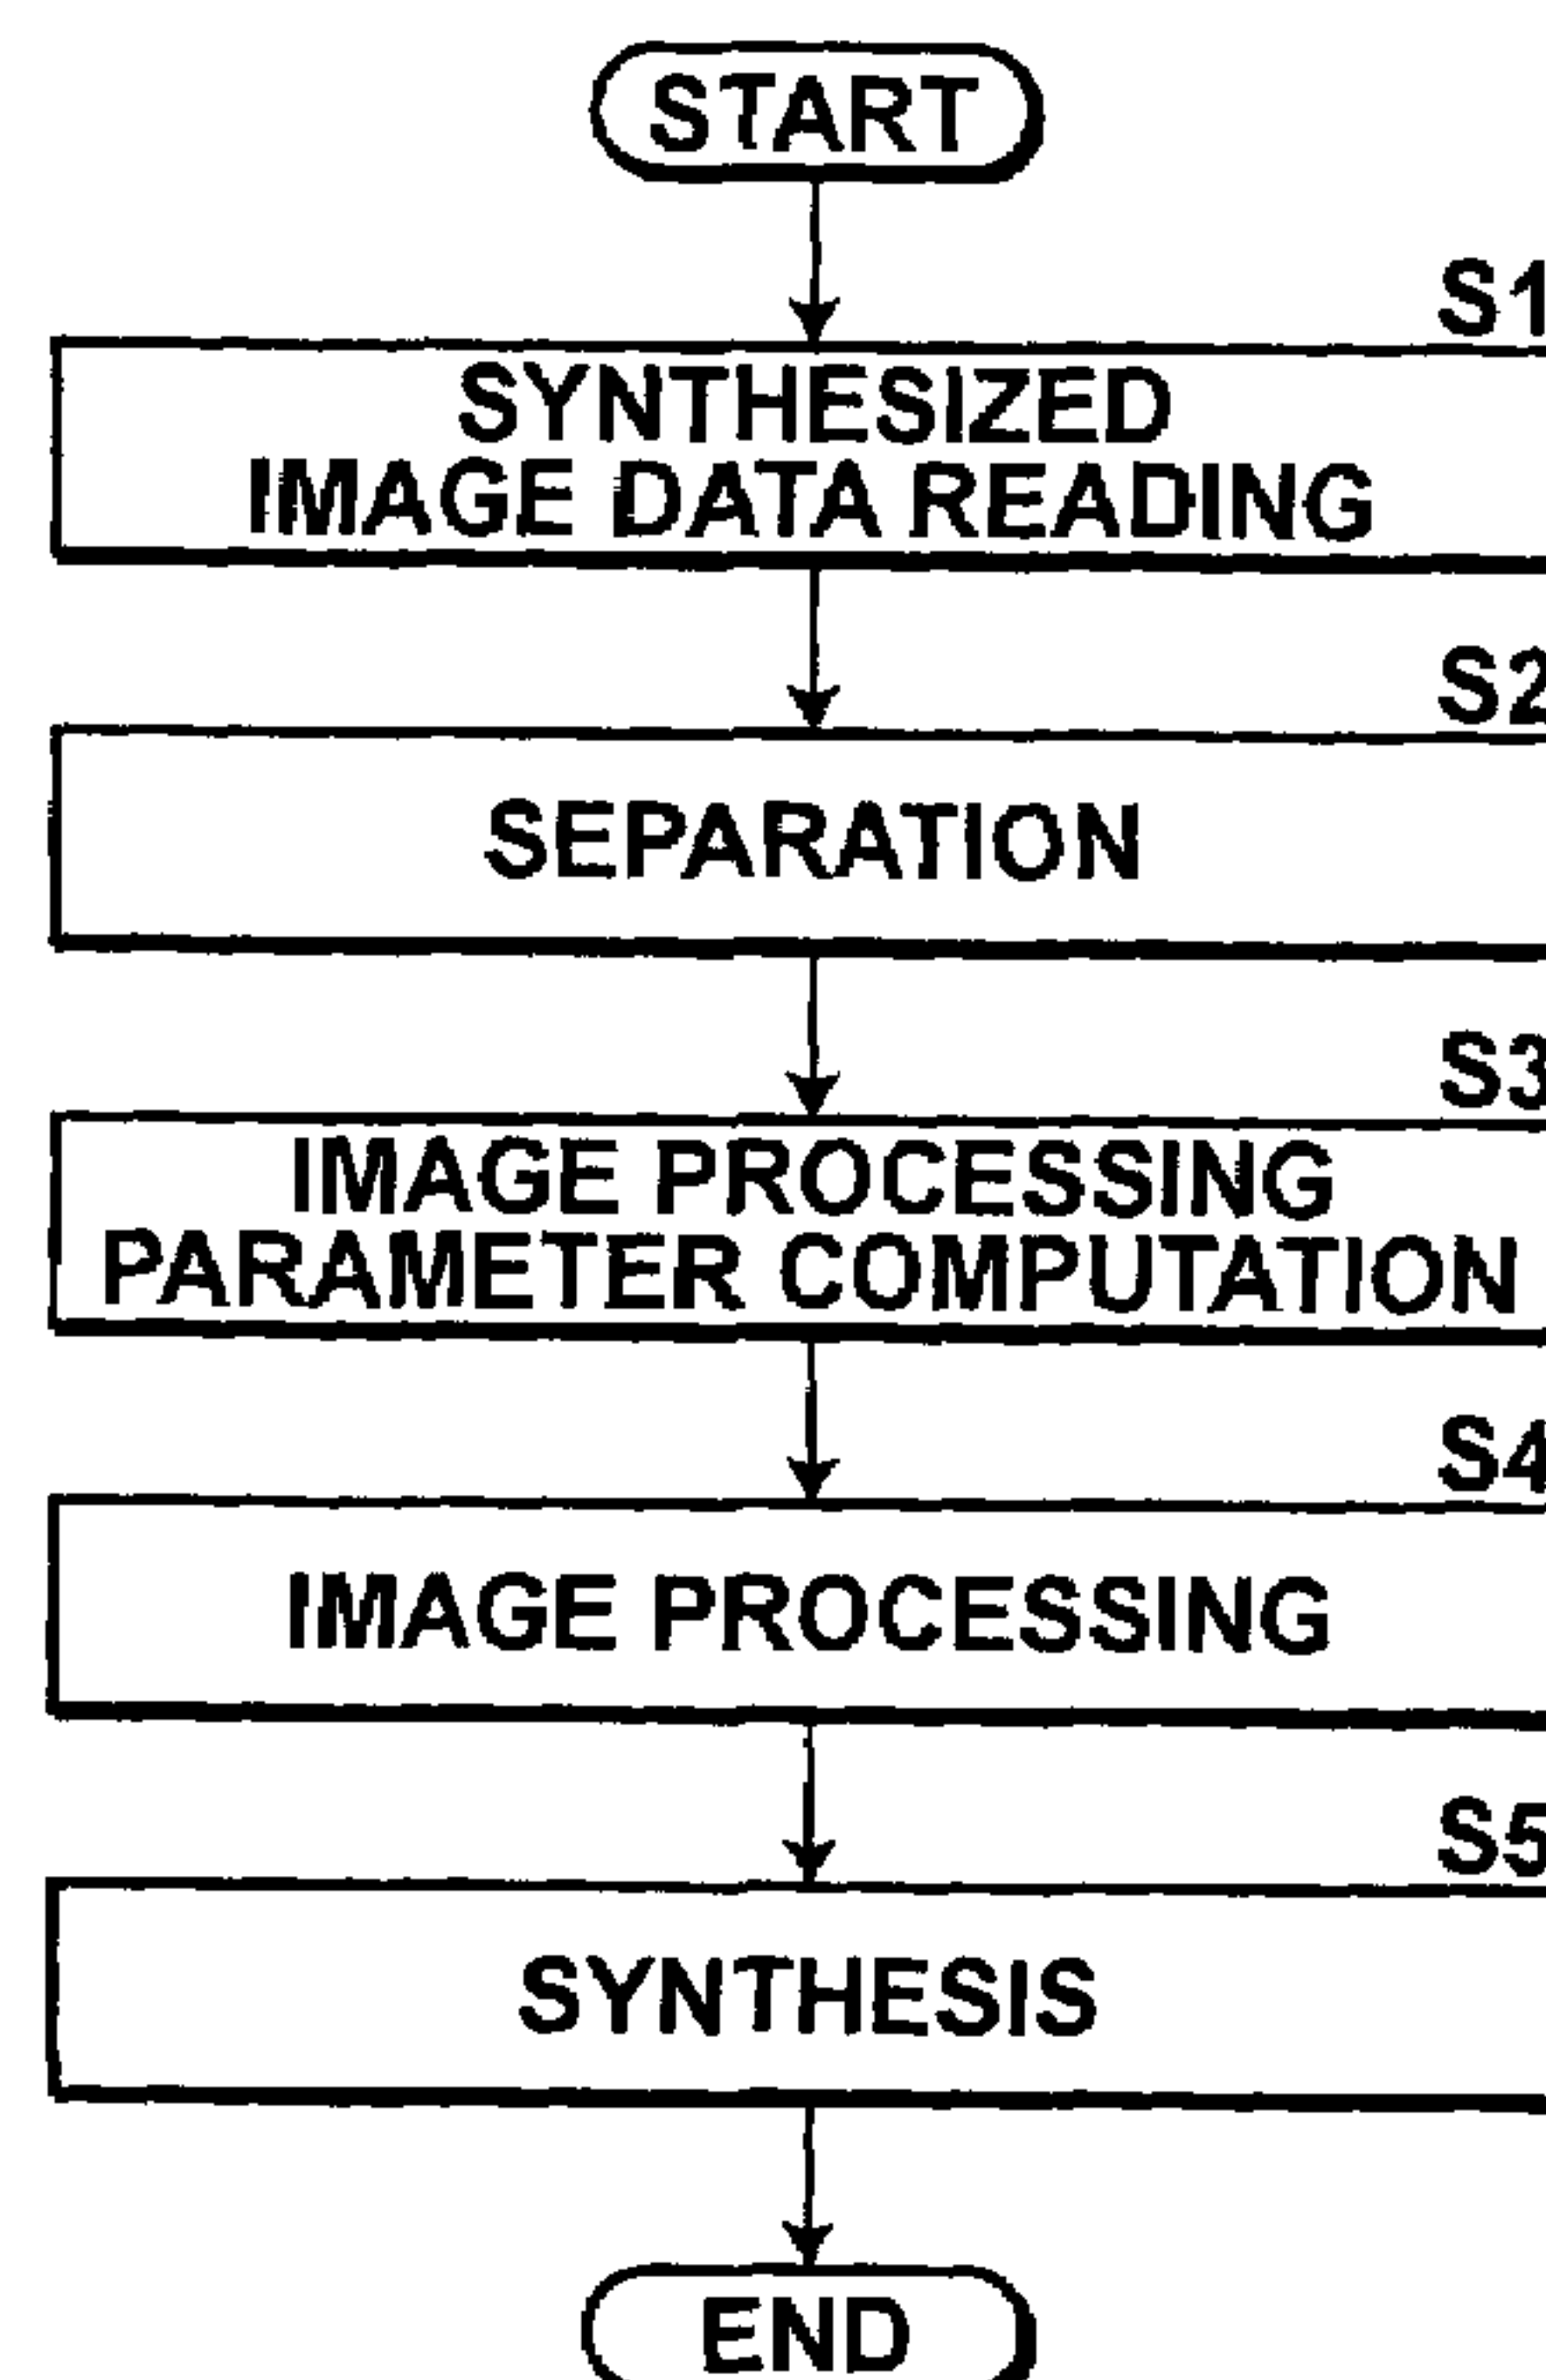 START
S1
SYNTHESIZED
IMAGE DATA READING
S2
SEPARATION
S3
IMAGE PROCESSING
PARAMETER COMPUTATION
S4
IMAGE PROCESSING
S5
SYNTHESIS
END